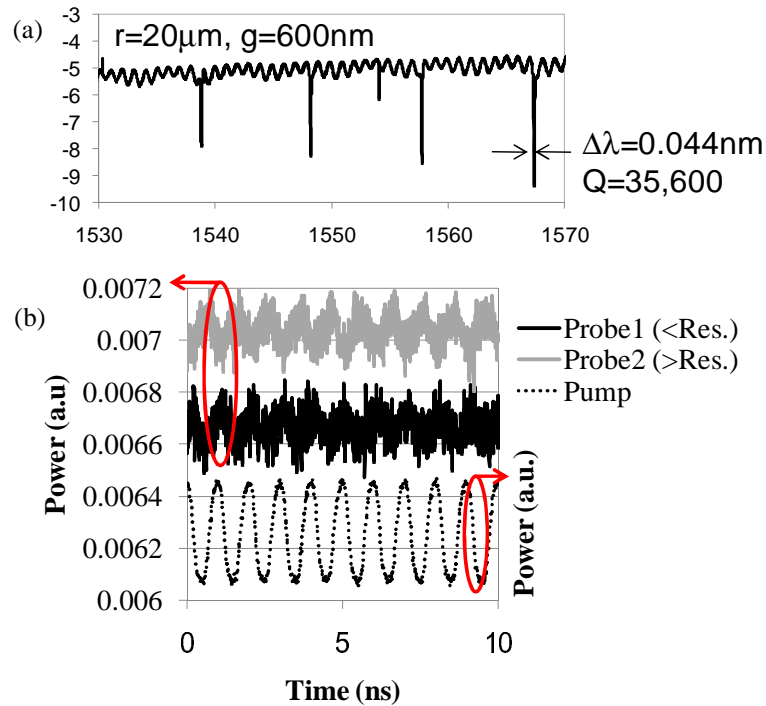 (a)
r=20μm, g=600nm
-3
-4
-5
-6
-7
-8
-9
-10
1530
1540
1550
1560
1570
Δλ=0.044nm
Q=35,600
(b)
Power (a.u)
0.0072
0.007
0.0068
0.0066
0.0064
0.0062
0.006
0
5
10
Time (ns)
Power (a.u.)
Probe1 (<Res.)
Probe2 (>Res.)
Pump